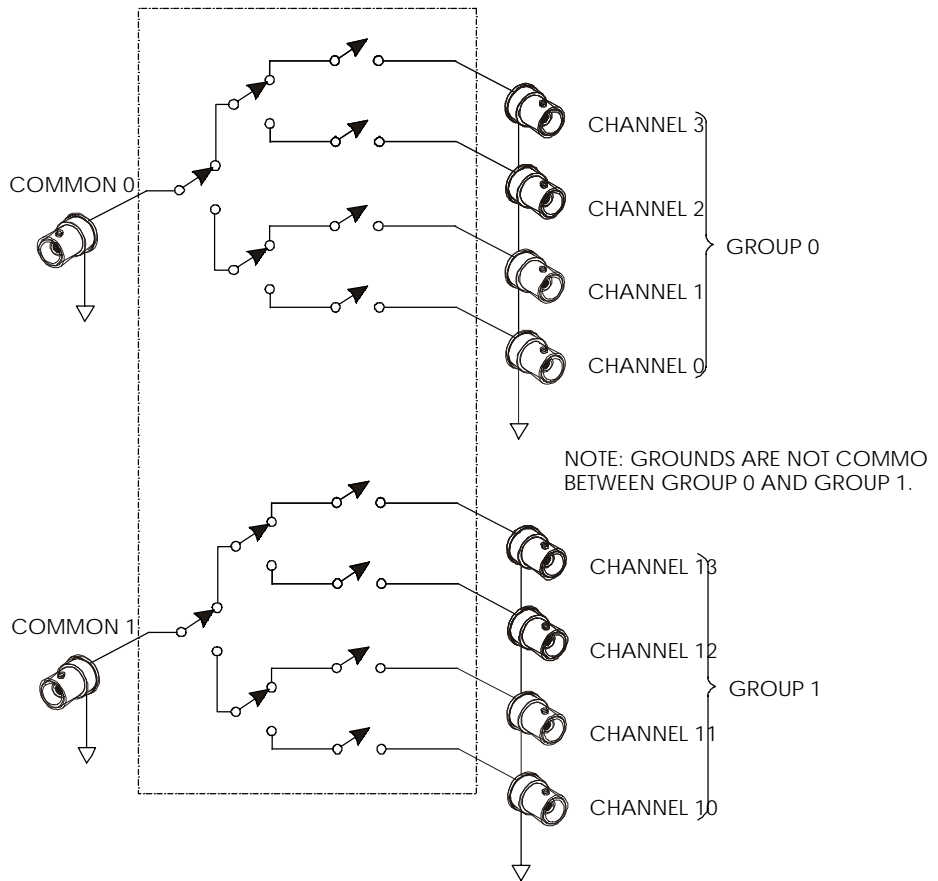 CHANNEL 3
COMMON 0
CHANNEL 2
GROUP 0
CHANNEL 1
CHANNEL 0
NOTE: GROUNDS ARE NOT COMMO
BETWEEN GROUP 0 AND GROUP 1.
CHANNEL 13
COMMON 1
CHANNEL 12
GROUP 1
CHANNEL 11
CHANNEL 10